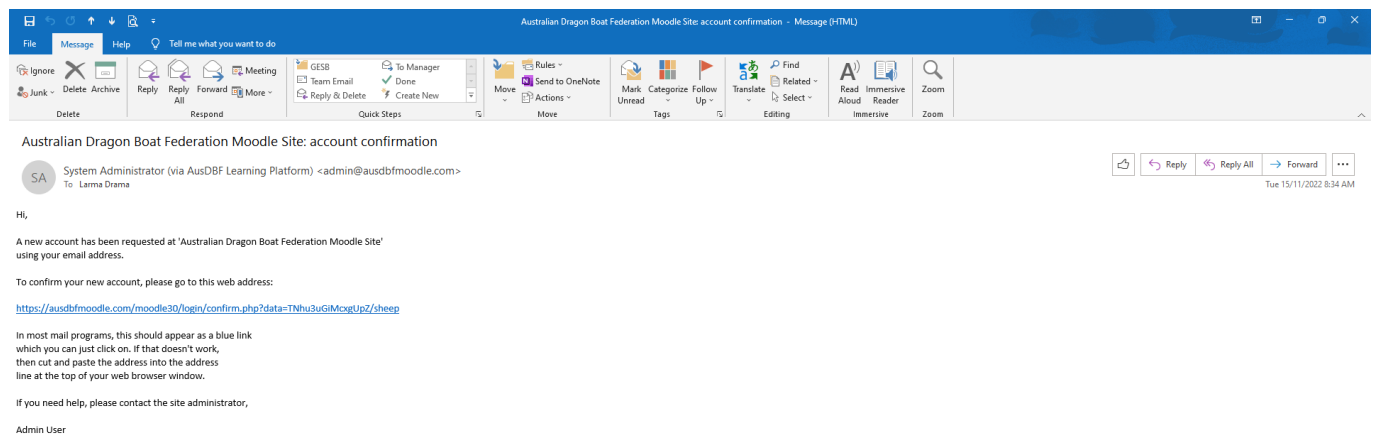 Australian Dragon Boat Federation Moodle Site: account confirmation - Message (HTML)
File Message Help Tell me what you want to do
Ignore
Junk
Delete Archive
Delete
Reply Reply All Forward
Meeting
More
Respond
GESB To Manager
Team Email Done
Reply & Delete Create New
Quick Steps
Move
Rules
Send to OneNote
Actions
Move
Mark Unread Categorize Follow Up
Tags
Translate
Find
Related
Select
Editing
Read Aloud Immersive Reader
Immersive
Zoom
Zoom
Australian Dragon Boat Federation Moodle Site: account confirmation
SA
System Administrator (via AusDBF Learning Platform) <admin@ausdbfmoodle.com>
To Larma Drama
Reply Reply All Forward
Tue 15/11/2022 8:34 AM
Hi,
A new account has been requested at 'Australian Dragon Boat Federation Moodle Site'
using your email address.
To confirm your new account, please go to this web address:
https://ausdbfmoodle.com/moodle30/login/confirm.php?data=TNhu3uGiMcxgUpZ/sheep
In most mail programs, this should appear as a blue link
which you can just click on. If that doesn't work,
then cut and paste the address into the address
line at the top of your web browser window.
If you need help, please contact the site administrator,
Admin User